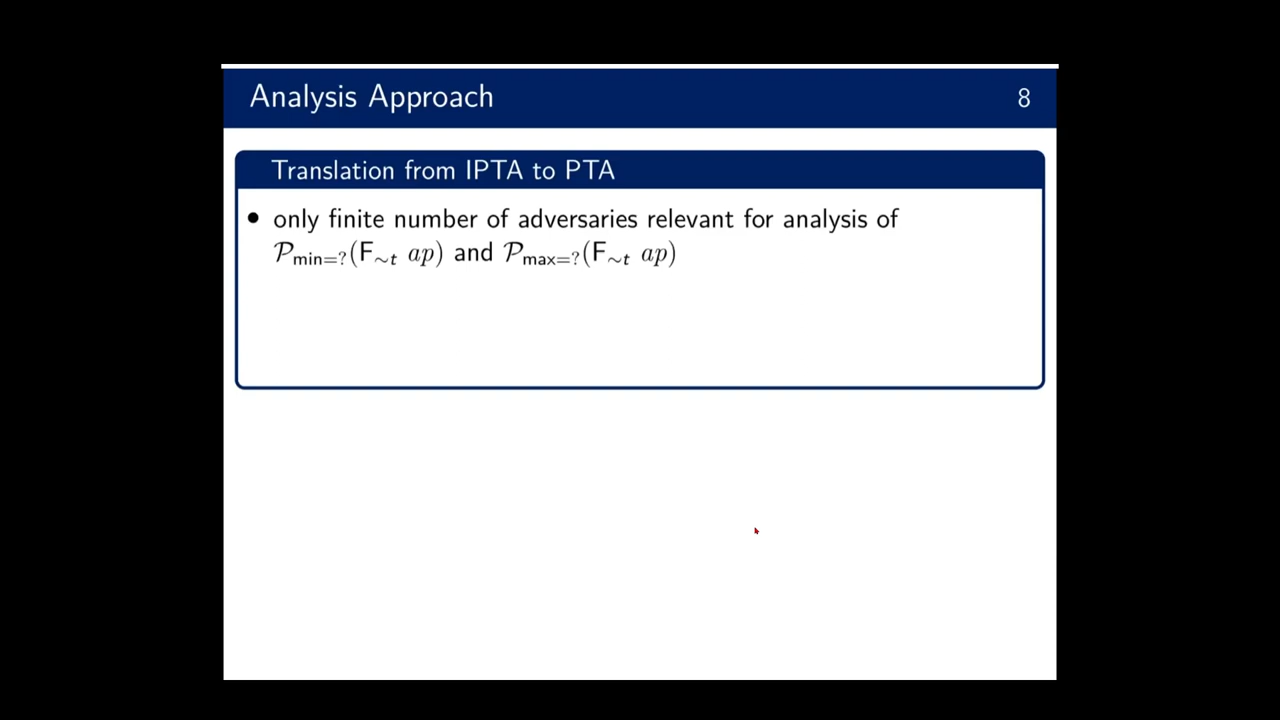 Analysis Approach 8
Translation from IPTA to PTA
• only finite number of adversaries relevant for analysis of
𝒫min=?(F∼t ap) and 𝒫max=?(F∼t ap)